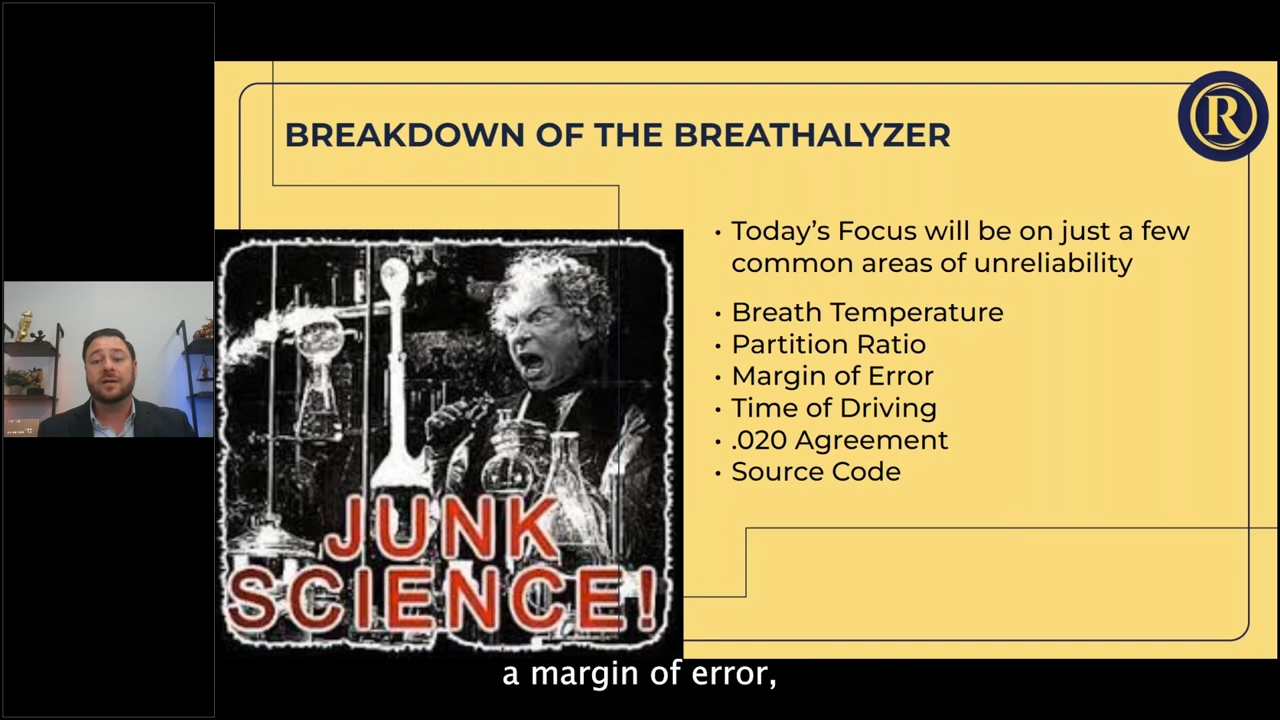 BREAKDOWN OF THE BREATHALYZER
R
• Today's Focus will be on just a few
common areas of unreliability
• Breath Temperature
• Partition Ratio
• Margin of Error
• Time of Driving
• .020 Agreement
• Source Code
JUNK
SCIENCE!
a margin of error,